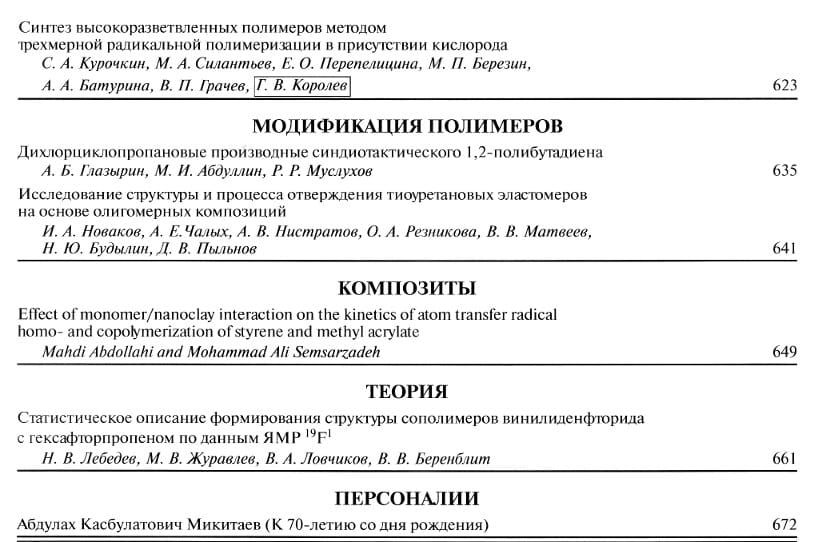 Синтез высокоразветвленных полимеров методом
трехмерной радикальной полимеризации в присутствии кислорода
С. А. Курочкин, М. А. Силантьев, Е. О. Перепелицина, М. П. Березин,
А. А. Батурина, В. П. Грачев, Г. В. Королев 623
МОДИФИКАЦИЯ ПОЛИМЕРОВ
Дихлорциклопропановые производные синдиотактического 1,2-полибутадиена
А. Б. Глазырин, М. И. Абдуллин, Р. Р. Муслухов 635
Исследование структуры и процесса отверждения тиоуретановых эластомеров
на основе олигомерных композиций
И. А. Новаков, А. Е.Чалых, А. В. Нистратов, О. А. Резникова, В. В. Матвеев,
Н. Ю. Будылин, Д. В. Пыльнов 641
КОМПОЗИТЫ
Effect of monomer/nanoclay interaction on the kinetics of atom transfer radical
homo- and copolymerization of styrene and methyl acrylate
Mahdi Abdollahi and Mohammad Ali Semsarzadeh 649
ТЕОРИЯ
Статистическое описание формирования структуры сополимеров винилиденфторида
с гексафторпропеном по данным ЯМР ¹⁹F¹
Н. В. Лебедев, М. В. Журавлев, В. А. Ловчиков, В. В. Беренблит 661
ПЕРСОНАЛИИ
Абдулах Касбулатович Микитаев (К 70-летию со дня рождения) 672